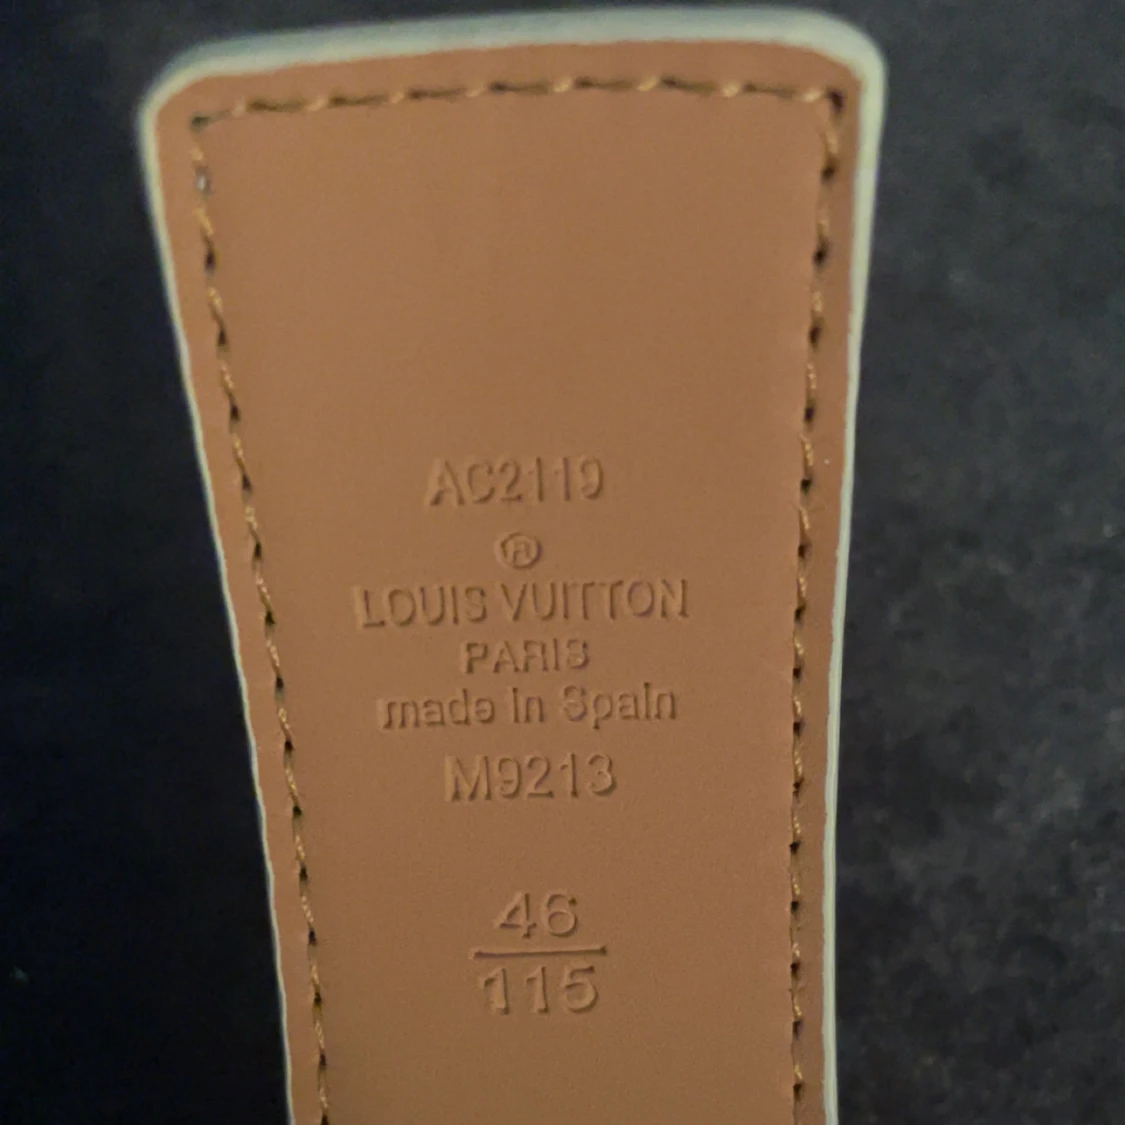 AC2119
®
LOUIS VUITTON
PARIS
made in Spain
M9213
46
115